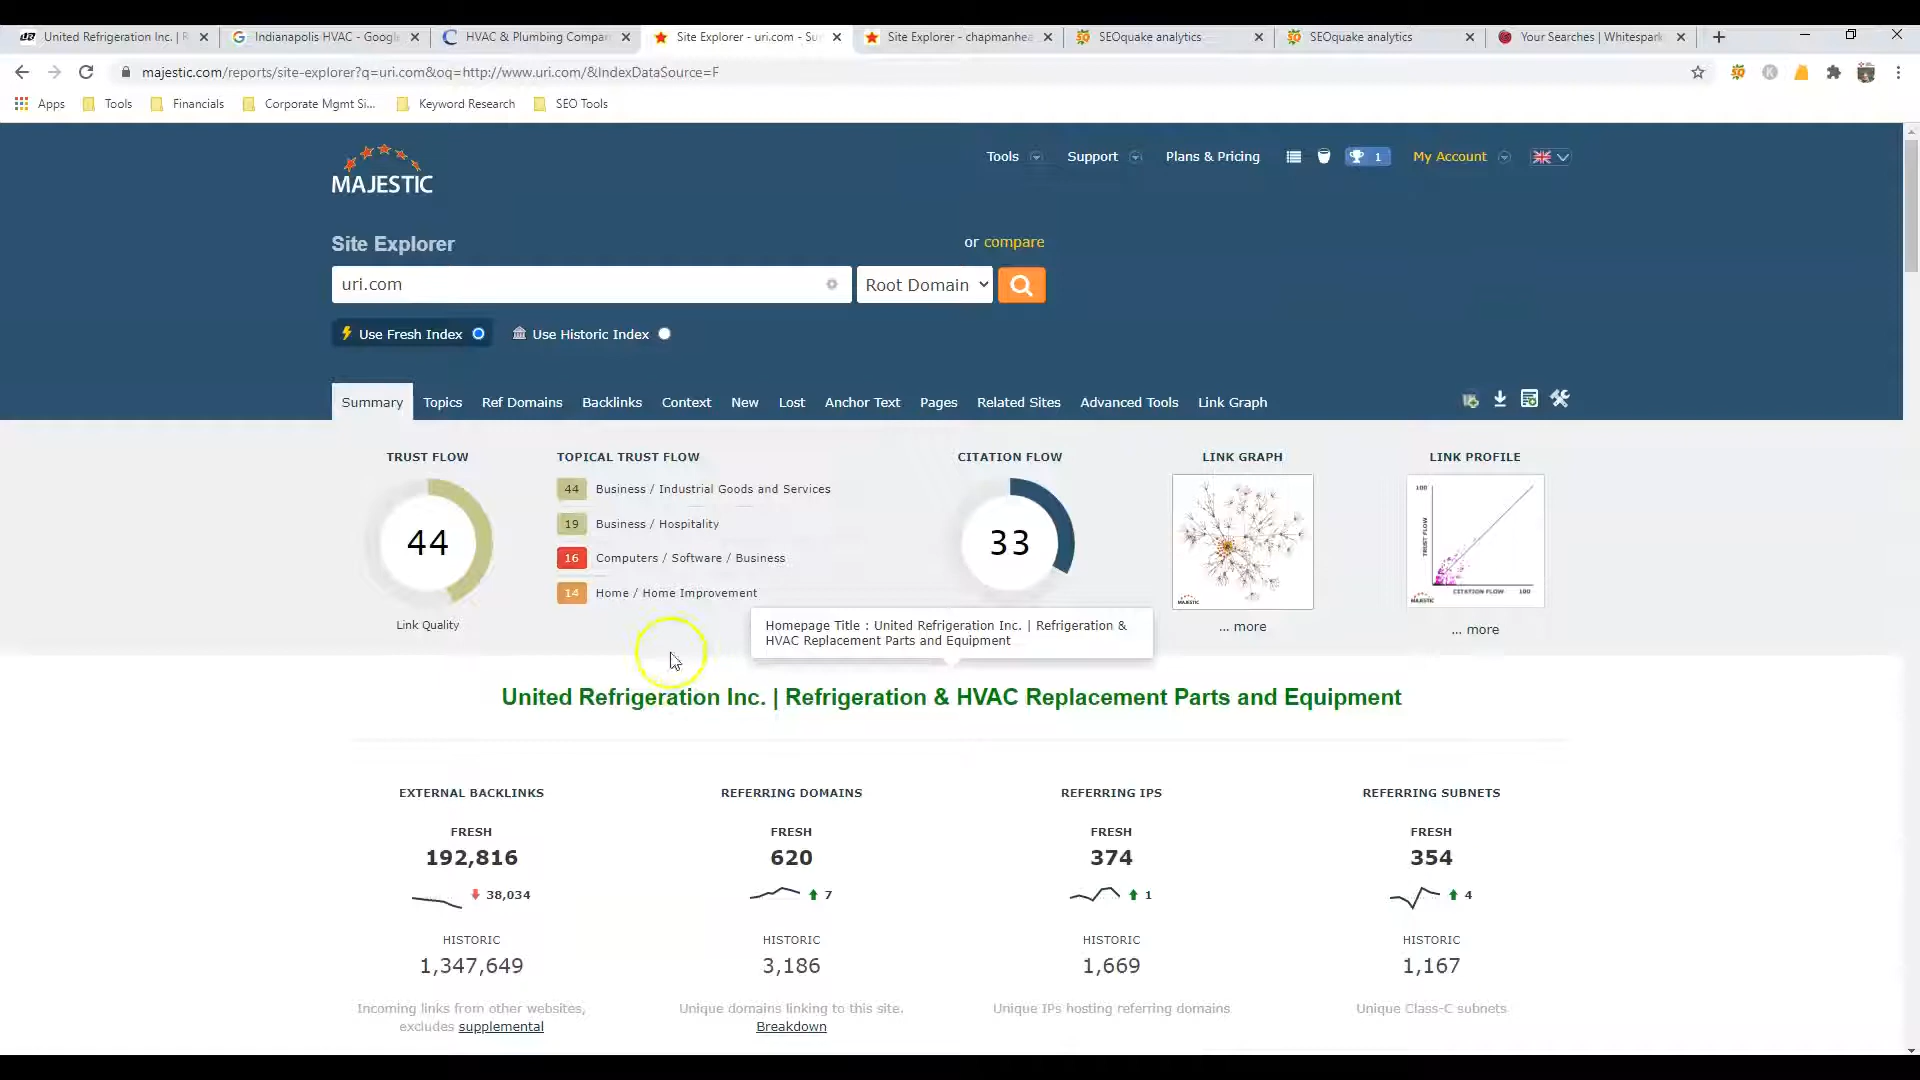 United Refrigeration Inc. | R
Indianapolis HVAC - Google
HVAC & Plumbing Compan
Site Explorer - uri.com - Su
Site Explorer - chapmanhea
SEOquake analytics
SEOquake analytics
Your Searches | Whitespark
majestic.com/reports/site-explorer?q=uri.com&oq=http://www.uri.com/&IndexDataSource=F
Apps
Tools
Financials
Corporate Mgmt Si...
Keyword Research
SEO Tools
MAJESTIC
Tools
Support
Plans & Pricing
1
My Account
Site Explorer
or compare
uri.com
Root Domain
Use Fresh Index
Use Historic Index
Summary
Topics
Ref Domains
Backlinks
Context
New
Lost
Anchor Text
Pages
Related Sites
Advanced Tools
Link Graph
TRUST FLOW
44
Link Quality
TOPICAL TRUST FLOW
44 Business / Industrial Goods and Services
19 Business / Hospitality
16 Computers / Software / Business
14 Home / Home Improvement
CITATION FLOW
33
LINK GRAPH
MAJESTIC
... more
LINK PROFILE
100
TRUST FLOW
MAJESTIC
CITATION FLOW
100
... more
Homepage Title : United Refrigeration Inc. | Refrigeration &
HVAC Replacement Parts and Equipment
United Refrigeration Inc. | Refrigeration & HVAC Replacement Parts and Equipment
EXTERNAL BACKLINKS
FRESH
192,816
38,034
HISTORIC
1,347,649
Incoming links from other websites,
excludes supplemental
REFERRING DOMAINS
FRESH
620
7
HISTORIC
3,186
Unique domains linking to this site.
Breakdown
REFERRING IPS
FRESH
374
1
HISTORIC
1,669
Unique IPs hosting referring domains
REFERRING SUBNETS
FRESH
354
4
HISTORIC
1,167
Unique Class-C subnets